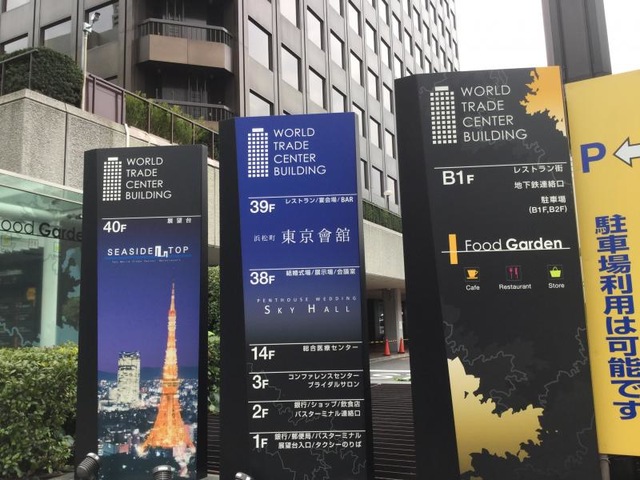 WORLD
TRADE
CENTER
BUILDING
40F 展望台
SEASIDE TOP
Food Garden
WORLD
TRADE
CENTER
BUILDING
39F レストラン/宴会場/BAR
浜松町 東京會舘
38F 結婚式場/展示場/会議室
PENTHOUSE WEDDING
SKY HALL
14F 総合医療センター
3F コンファレンスセンター
ブライダルサロン
2F 銀行/ショップ/飲食店
バスターミナル連絡口
1F 銀行/郵便局/バスターミナル
展望台入口/タクシーのりば
WORLD
TRADE
CENTER
BUILDING
B1F レストラン街
地下鉄連絡口
駐車場
(B1F,B2F)
Food Garden
Cafe Restaurant Store
P
駐車場利用は可能です